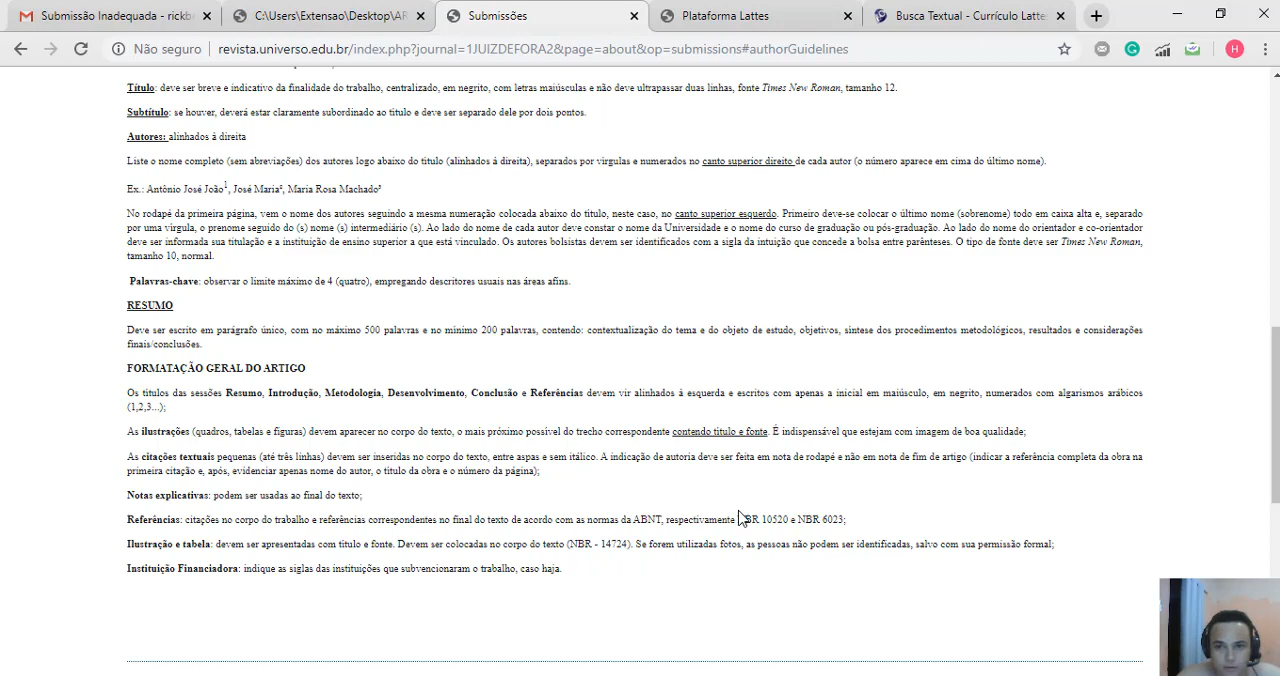 Submissão Inadequada - rickb
C:\Users\Extensao\Desktop\AR
Submissões
Plataforma Lattes
Busca Textual - Currículo Lattes
Não seguro
revista.universo.edu.br/index.php?journal=1JUIZDEFORA2&page=about&op=submissions#authorGuidelines
H
Título: deve ser breve e indicativo da finalidade do trabalho, centralizado, em negrito, com letras maiúsculas e não deve ultrapassar duas linhas, fonte Times New Roman, tamanho 12.
Subtítulo: se houver, deverá estar claramente subordinado ao título e deve ser separado dele por dois pontos.
Autores: alinhados à direita
Liste o nome completo (sem abreviações) dos autores logo abaixo do título (alinhados á direita), separados por vírgulas e numerados no canto superior direito de cada autor (o número aparece em cima do último nome).
Ex.: Antônio José João¹, José Maria², Maria Rosa Machado³
No rodapé da primeira página, vem o nome dos autores seguindo a mesma numeração colocada abaixo do título, neste caso, no canto superior esquerdo. Primeiro deve-se colocar o último nome (sobrenome) todo em caixa alta e, separado
por uma vírgula, o prenome seguido do (s) nome (s) intermediário (s). Ao lado do nome de cada autor deve constar o nome da Universidade e o nome do curso de graduação ou pós-graduação. Ao lado do nome do orientador e co-orientador
deve ser informada sua titulação e a instituição de ensino superior a que está vinculado. Os autores bolsistas devem ser identificados com a sigla da intuição que concede a bolsa entre parênteses. O tipo de fonte deve ser Times New Roman,
tamanho 10, normal.
Palavras-chave: observar o limite máximo de 4 (quatro), empregando descritores usuais nas áreas afins.
RESUMO
Deve ser escrito em parágrafo único, com no máximo 500 palavras e no mínimo 200 palavras, contendo: contextualização do tema e do objeto de estudo, objetivos, síntese dos procedimentos metodológicos, resultados e considerações
finais/conclusões.
FORMATAÇÃO GERAL DO ARTIGO
Os títulos das sessões Resumo, Introdução, Metodologia, Desenvolvimento, Conclusão e Referências devem vir alinhados à esquerda e escritos com apenas a inicial em maiúsculo, em negrito, numerados com algarismos arábicos
(1,2,3...);
As ilustrações (quadros, tabelas e figuras) devem aparecer no corpo do texto, o mais próximo possível do trecho correspondente contendo título e fonte. É indispensável que estejam com imagem de boa qualidade;
As citações textuais pequenas (até três linhas) devem ser inseridas no corpo do texto, entre aspas e sem itálico. A indicação de autoria deve ser feita em nota de rodapé e não em nota de fim de artigo (indicar a referência completa da obra na
primeira citação e, após, evidenciar apenas nome do autor, o título da obra e o número da página);
Notas explicativas: podem ser usadas ao final do texto;
Referências: citações no corpo do trabalho e referências correspondentes no final do texto de acordo com as normas da ABNT, respectivamente NBR 10520 e NBR 6023;
Ilustração e tabela: devem ser apresentadas com título e fonte. Devem ser colocadas no corpo do texto (NBR - 14724). Se forem utilizadas fotos, as pessoas não podem ser identificadas, salvo com sua permissão formal;
Instituição Financiadora: indique as siglas das instituições que subvencionaram o trabalho, caso haja.